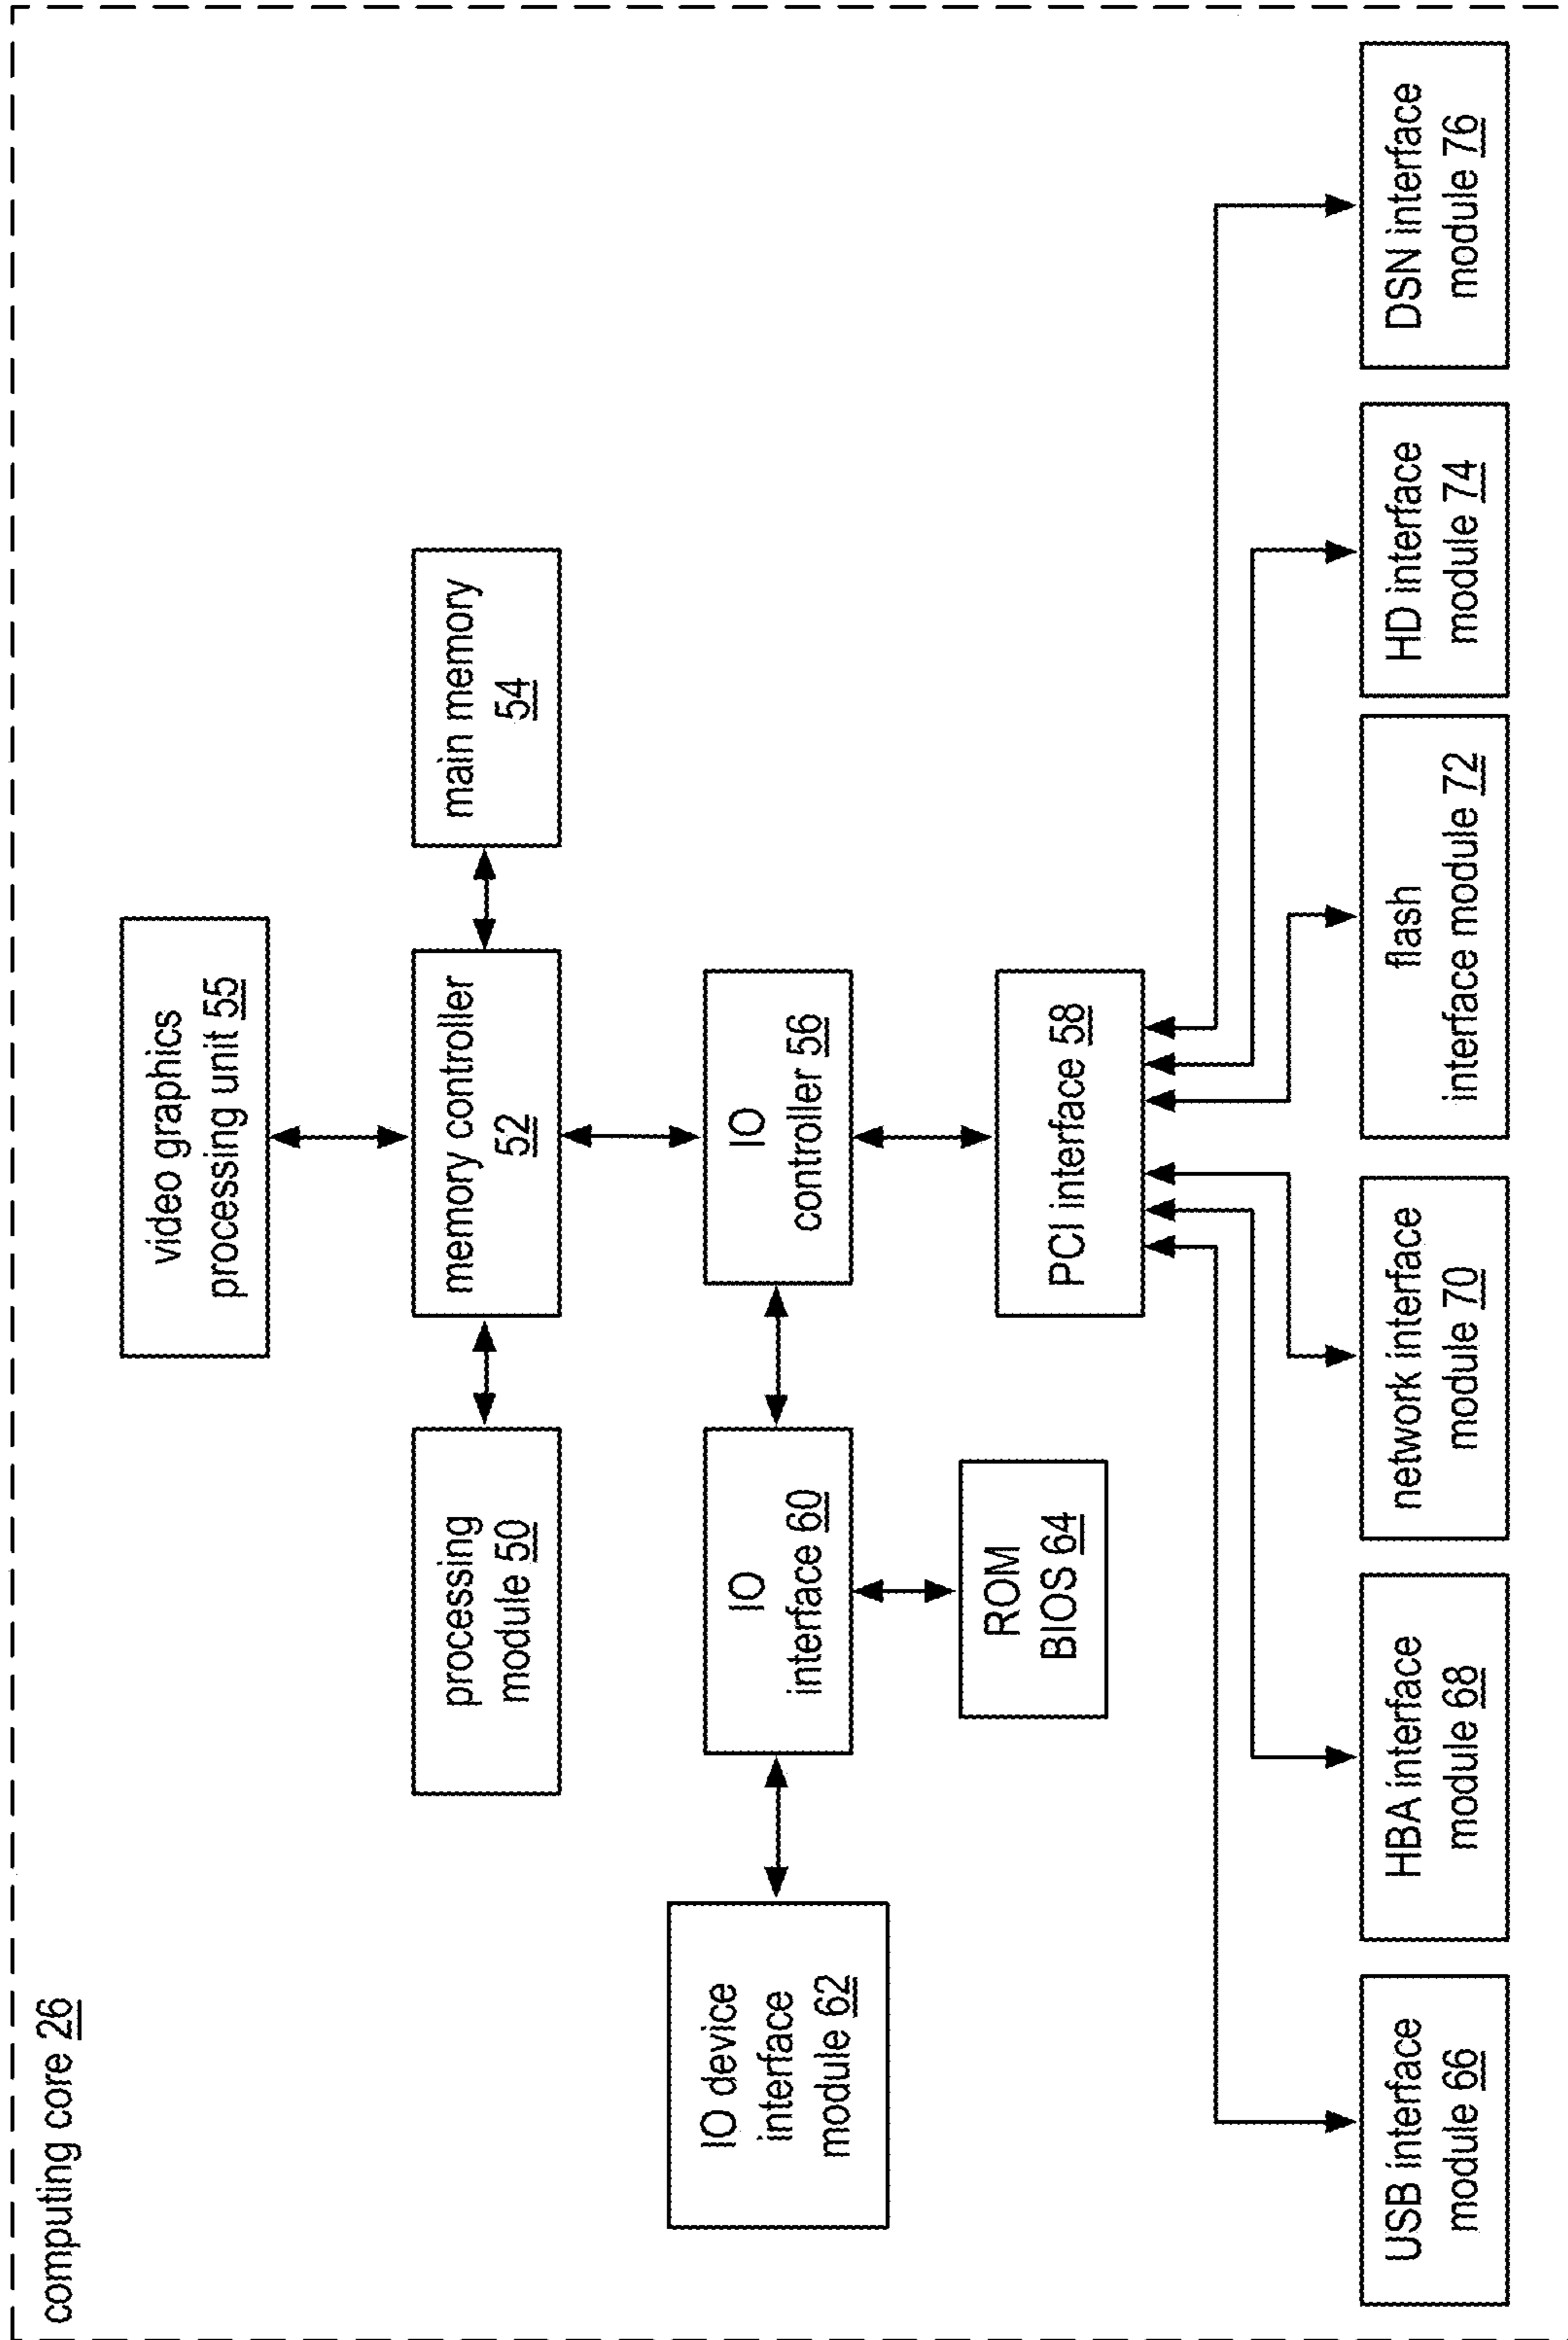 computing core 26
video graphics
processing unit 55
processing
module 50
memory controller
52
main memory
54
IO device
interface
module 62
IO
interface 60
IO
controller 56
ROM
BIOS 64
PCI interface 58
USB interface
module 66
HBA interface
module 68
network interface
module 70
flash
interface module 72
HD interface
module 74
DSN interface
module 76